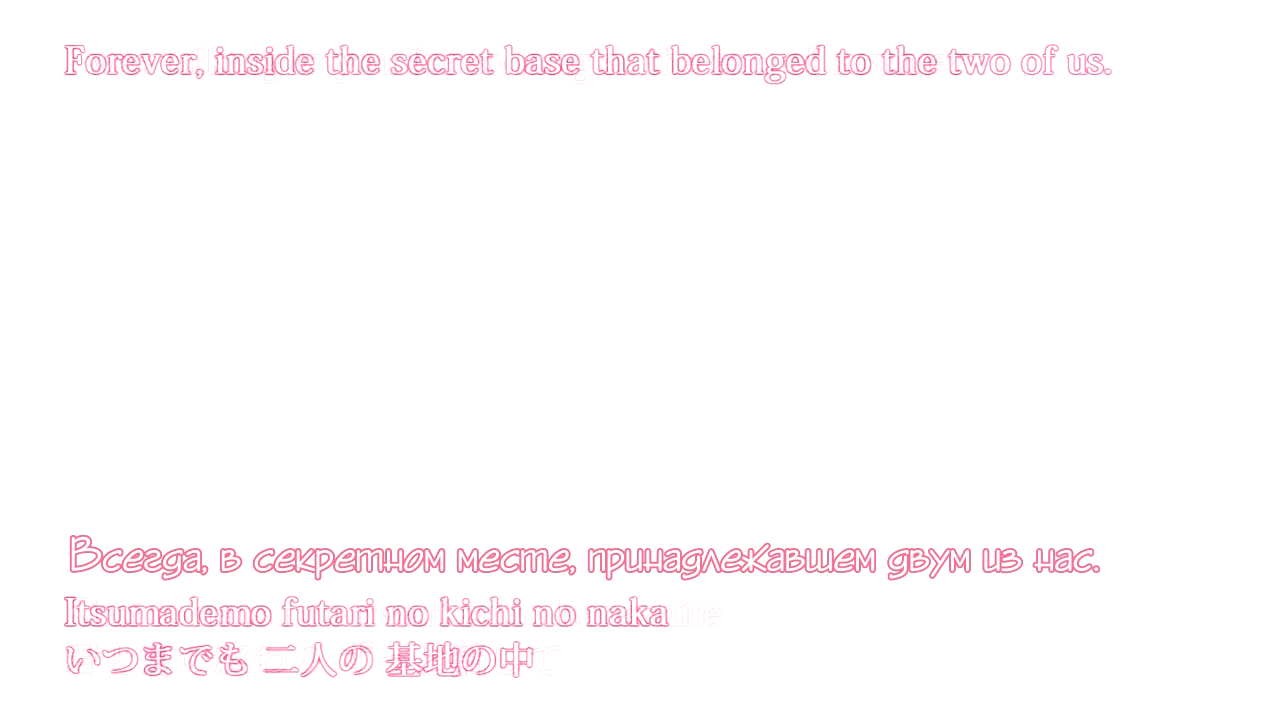 Forever, inside the secret base that belonged to the two of us.
Всегда, в секретном месте, принадлежавшем двум из нас.
Itsumademo futari no kichi no naka
いつまでも 二人の 基地の中